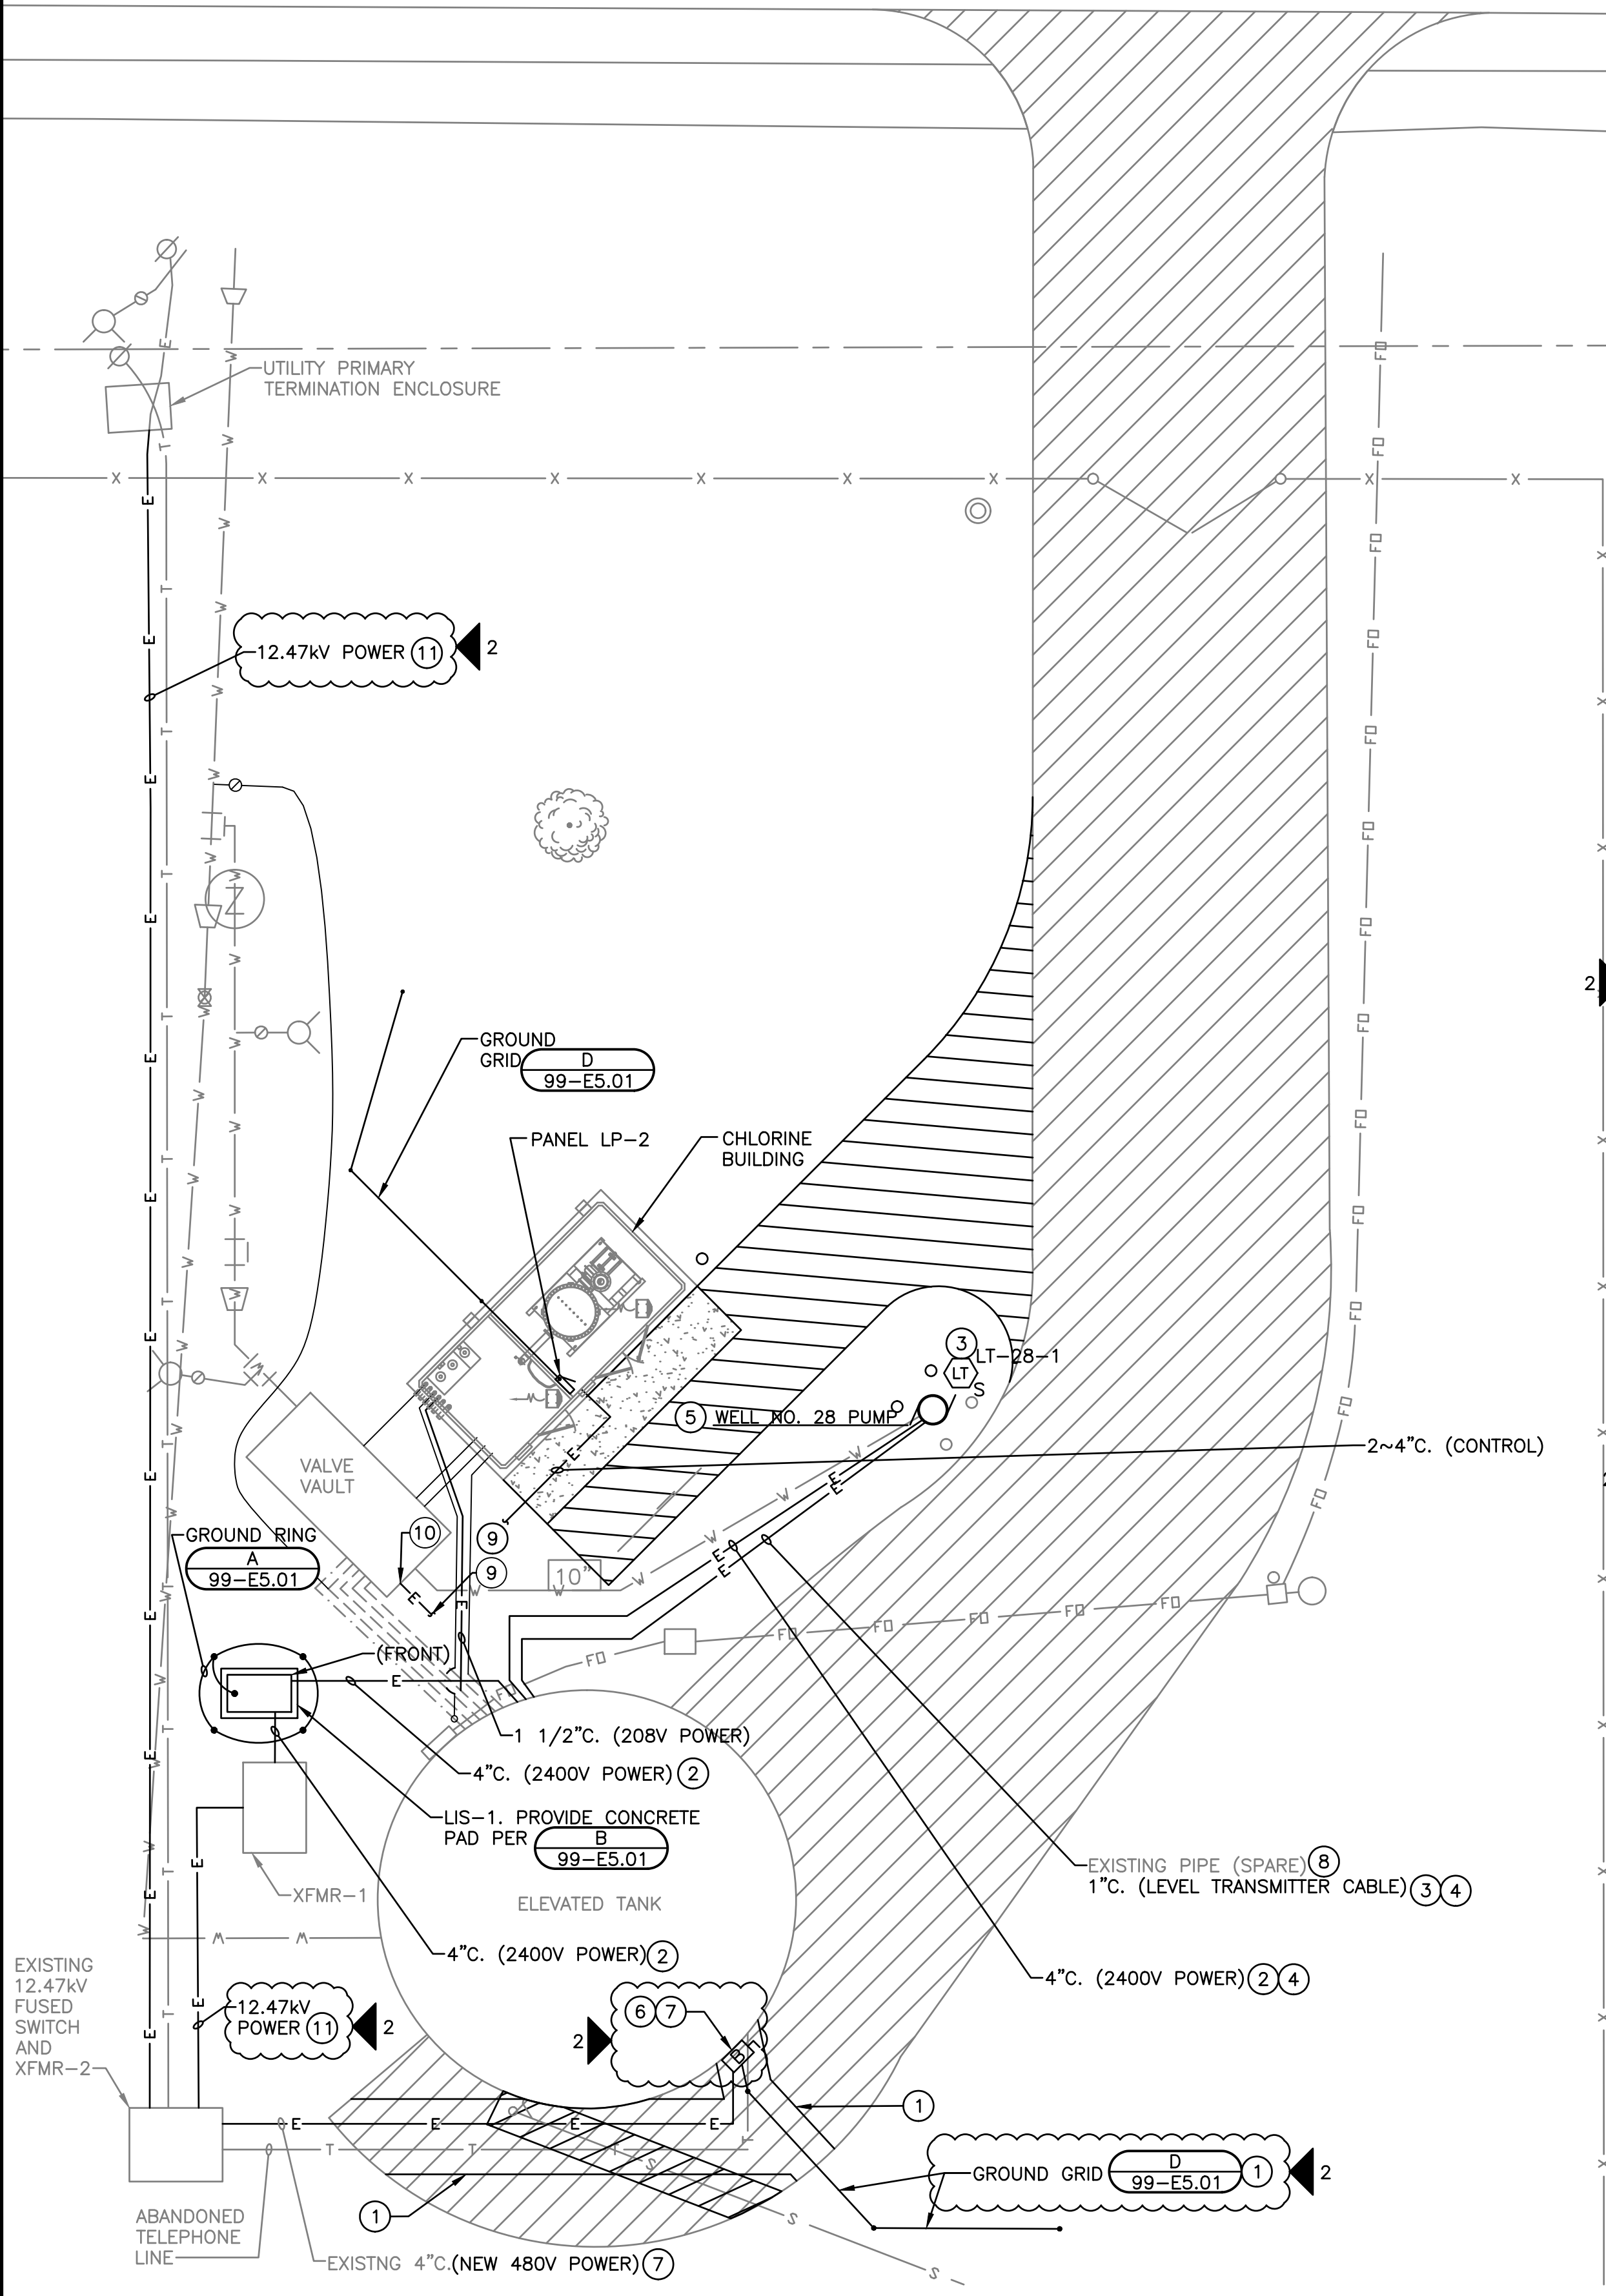 UTILITY PRIMARY
TERMINATION ENCLOSURE
12.47kV POWER 11
2
2
GROUND
GRID
D
99-E5.01
PANEL LP-2
CHLORINE
BUILDING
3
LT-28-1
LT
S
5 WELL NO. 28 PUMP
2~4"C. (CONTROL)
VALVE
VAULT
10
9
9
10"
GROUND RING
A
99-E5.01
(FRONT)
1 1/2"C. (208V POWER)
4"C. (2400V POWER) 2
LIS-1. PROVIDE CONCRETE
PAD PER
B
99-E5.01
XFMR-1
ELEVATED TANK
EXISTING PIPE (SPARE) 8
1"C. (LEVEL TRANSMITTER CABLE) 3 4
4"C. (2400V POWER) 2
4"C. (2400V POWER) 2 4
EXISTING
12.47kV
FUSED
SWITCH
AND
XFMR-2
12.47kV
POWER 11
2
6 7
2
B
1
GROUND GRID
D
99-E5.01
1
2
1
ABANDONED
TELEPHONE
LINE
EXISTNG 4"C.(NEW 480V POWER) 7